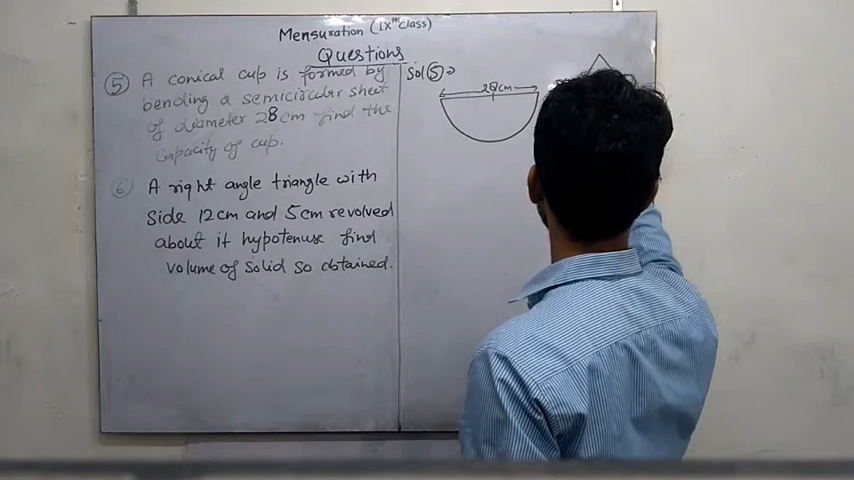 Mensuration (IXth class)
Questions
⑤ A conical cup is formed by
bending a semicircular sheet
of diameter 28cm find the
capacity of cup.
⑥ A right angle triangle with
side 12cm and 5cm revolved
about it hypotenuse find
volume of solid so obtained.
Sol ⑤ ⇒
28cm